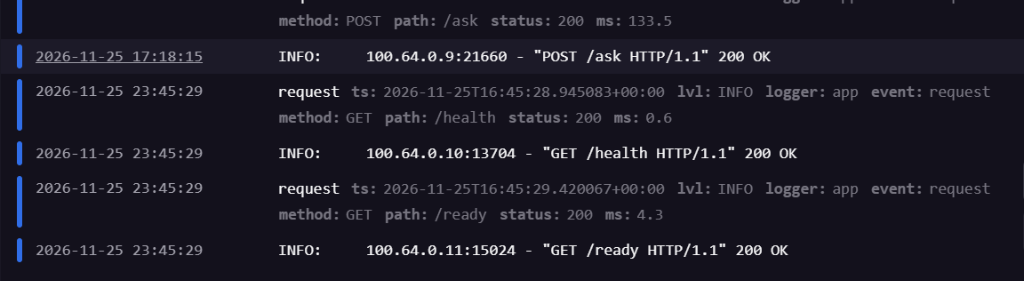 method: POST path: /ask status: 200 ms: 133.5
2026-11-25 17:18:15 INFO: 100.64.0.9:21660 - "POST /ask HTTP/1.1" 200 OK
2026-11-25 23:45:29 request ts: 2026-11-25T16:45:28.945083+00:00 lvl: INFO logger: app event: request
method: GET path: /health status: 200 ms: 0.6
2026-11-25 23:45:29 INFO: 100.64.0.10:13704 - "GET /health HTTP/1.1" 200 OK
2026-11-25 23:45:29 request ts: 2026-11-25T16:45:29.420067+00:00 lvl: INFO logger: app event: request
method: GET path: /ready status: 200 ms: 4.3
2026-11-25 23:45:29 INFO: 100.64.0.11:15024 - "GET /ready HTTP/1.1" 200 OK